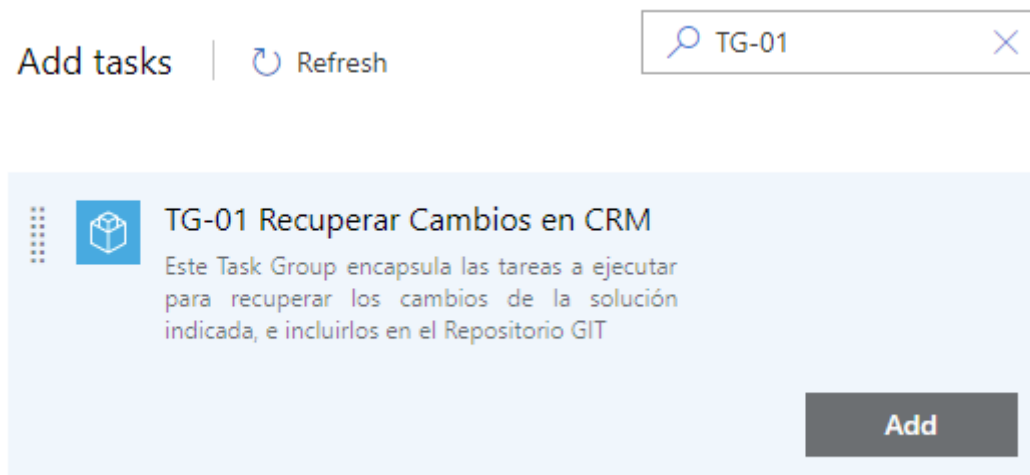 Add tasks
Refresh
TG-01
TG-01 Recuperar Cambios en CRM
Este Task Group encapsula las tareas a ejecutar
para recuperar los cambios de la solución
indicada, e incluirlos en el Repositorio GIT
Add